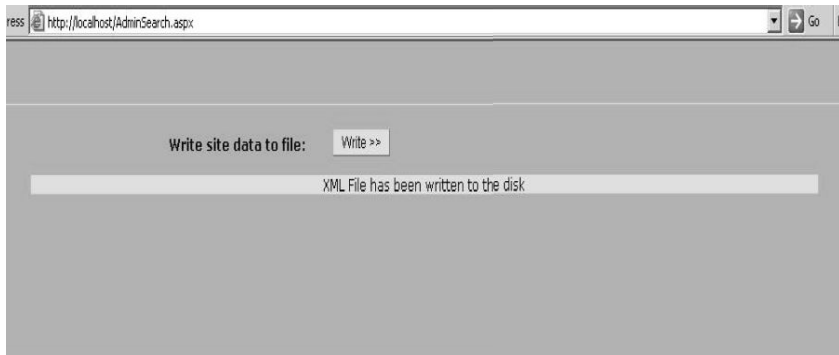 ress http://localhost/AdminSearch.aspx Go
Write site data to file: Write >>
XML File has been written to the disk